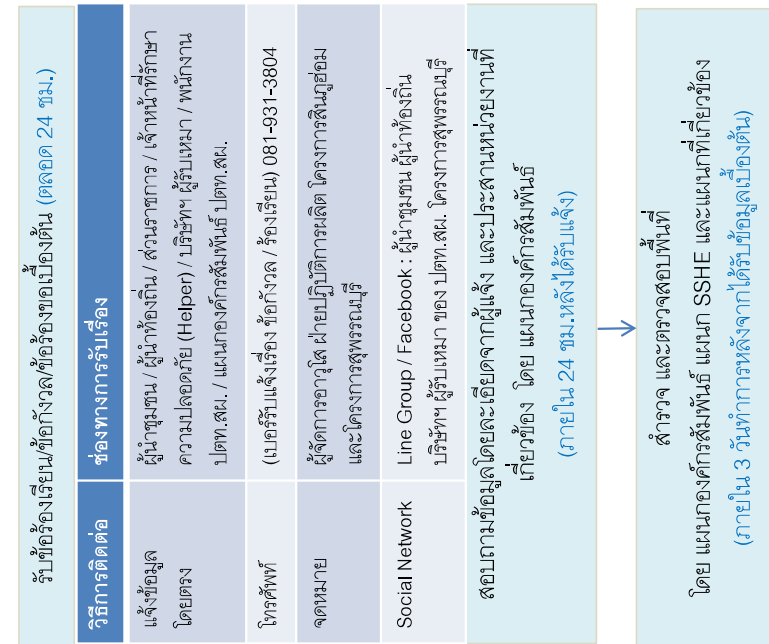 รับข้อร้องเรียน/ข้อกังวล/ข้อร้องขอเบื้องต้น (ตลอด 24 ชม.)
วิธีการติดต่อ
ช่องทางการรับเรื่อง
แจ้งข้อมูล
โดยตรง
ผู้นำชุมชน / ผู้นำท้องถิ่น / ส่วนราชการ / เจ้าหน้าที่รักษา
ความปลอดภัย (Helper) / บริษัทฯ ผู้รับเหมา / พนักงาน
ปตท.สผ. / แผนกองค์กรสัมพันธ์ ปตท.สผ.
โทรศัพท์
(เบอร์รับแจ้งเรื่อง ข้อกังวล / ร้องเรียน) 081-931-3804
จดหมาย
ผู้จัดการอาวุโส ฝ่ายปฏิบัติการผลิต โครงการสินภูฮ่อม
และโครงการสุพรรณบุรี
Social Network
Line Group / Facebook : ผู้นำชุมชน ผู้นำท้องถิ่น
บริษัทฯ ผู้รับเหมา ของ ปตท.สผ. โครงการสุพรรณบุรี
สอบถามข้อมูลโดยละเอียดจากผู้แจ้ง และประสานหน่วยงานที่
เกี่ยวข้อง โดย แผนกองค์กรสัมพันธ์
(ภายใน 24 ชม.หลังได้รับแจ้ง)
สำรวจ และตรวจสอบพื้นที่
โดย แผนกองค์กรสัมพันธ์ แผนก SSHE และแผนกที่เกี่ยวข้อง
(ภายใน 3 วันทำการหลังจากได้รับข้อมูลเบื้องต้น)